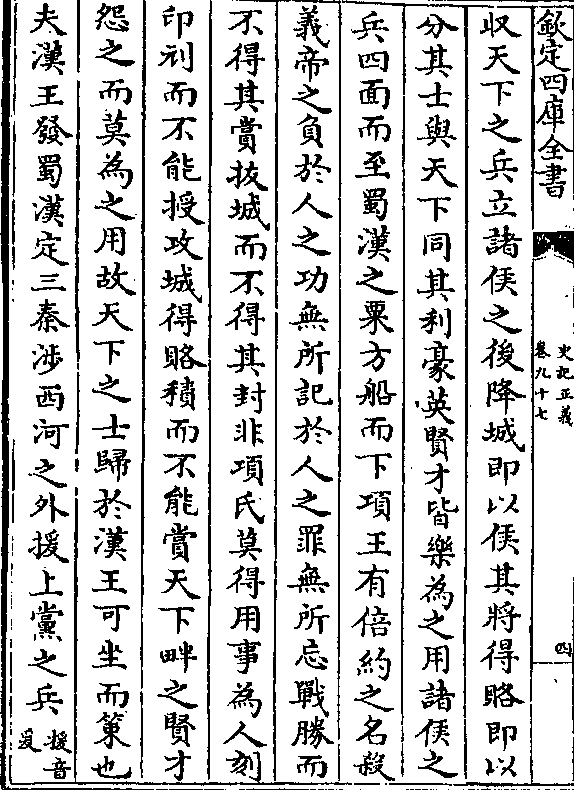 欽定四庫全書
史記正義
卷九十七
四
収天下之兵立諸侯之後降城即以侯其將得賂即以
分其士與天下同其利豪英賢才皆樂為之用諸侯之
兵四面而至蜀漢之粟方船而下項王有倍約之名殺
義帝之負於人之功無所記於人之罪無所忘戰勝而
不得其賞拔城而不得其封非項氏莫得用事為人刻
印刓而不能授攻城得賂積而不能賞天下畔之賢才
怨之而莫為之用故天下之士歸於漢王可坐而策也
夫漢王發蜀漢定三秦涉西河之外援上黨之兵援音爰